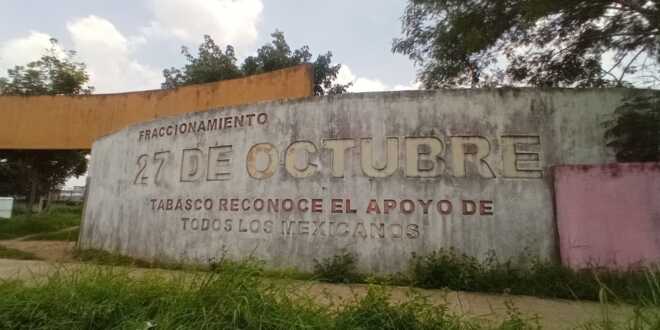 FRACCIONAMIENTO
27 DE OCTUBRE
TABASCO RECONOCE EL APOYO DE
TODOS LOS MEXICANOS